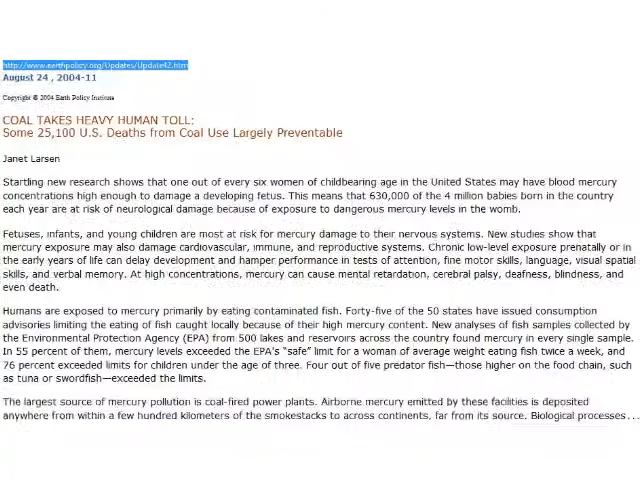 http://www.earthpolicy.org/Updates/Update42.htm
August 24 , 2004-11
Copyright © 2004 Earth Policy Institute
COAL TAKES HEAVY HUMAN TOLL:
Some 25,100 U.S. Deaths from Coal Use Largely Preventable
Janet Larsen
Startling new research shows that one out of every six women of childbearing age in the United States may have blood mercury
concentrations high enough to damage a developing fetus. This means that 630,000 of the 4 million babies born in the country
each year are at risk of neurological damage because of exposure to dangerous mercury levels in the womb.
Fetuses, infants, and young children are most at risk for mercury damage to their nervous systems. New studies show that
mercury exposure may also damage cardiovascular, immune, and reproductive systems. Chronic low-level exposure prenatally or in
the early years of life can delay development and hamper performance in tests of attention, fine motor skills, language, visual spatial
skills, and verbal memory. At high concentrations, mercury can cause mental retardation, cerebral palsy, deafness, blindness, and
even death.
Humans are exposed to mercury primarily by eating contaminated fish. Forty-five of the 50 states have issued consumption
advisories limiting the eating of fish caught locally because of their high mercury content. New analyses of fish samples collected by
the Environmental Protection Agency (EPA) from 500 lakes and reservoirs across the country found mercury in every single sample.
In 55 percent of them, mercury levels exceeded the EPA's “safe” limit for a woman of average weight eating fish twice a week, and
76 percent exceeded limits for children under the age of three. Four out of five predator fish—those higher on the food chain, such
as tuna or swordfish—exceeded the limits.
The largest source of mercury pollution is coal-fired power plants. Airborne mercury emitted by these facilities is deposited
anywhere from within a few hundred kilometers of the smokestacks to across continents, far from its source. Biological processes...